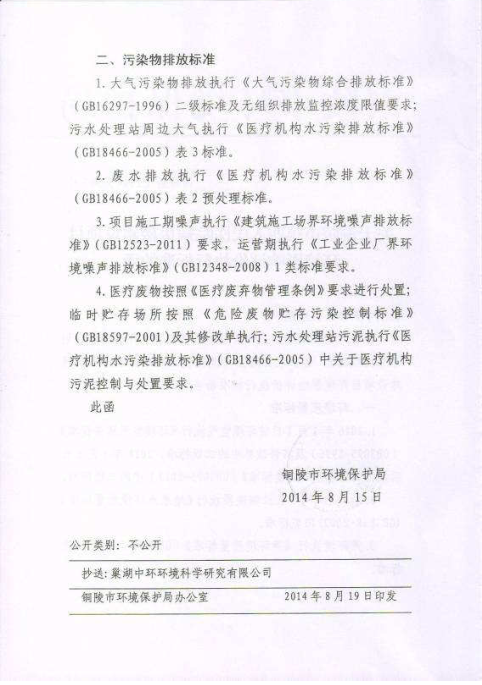 二、污染物排放标准
1.大气污染物排放执行《大气污染物综合排放标准》
（GB16297-1996）二级标准及无组织排放监控浓度限值要求；
污水处理站周边大气执行《医疗机构水污染排放标准》
（GB18466-2005）表3标准。
2.废水排放执行《医疗机构水污染排放标准》
（GB18466-2005）表2预处理标准。
3.项目施工期噪声执行《建筑施工场界环境噪声排放标
准》（GB12523-2011）要求，运营期执行《工业企业厂界环
境噪声排放标准》（GB12348-2008）1类标准要求。
4.医疗废物按照《医疗废弃物管理条例》要求进行处置；
临时贮存场所按照《危险废物贮存污染控制标准》
（GB18597-2001）及其修改单执行；污水处理站污泥执行《医
疗机构水污染排放标准》（GB18466-2005）中关于医疗机构
污泥控制与处置要求。
此函
铜陵市环境保护局
2014年8月15日
公开类别：不公开
抄送：巢湖中环环境科学研究有限公司
铜陵市环境保护局办公室 2014年8月19日印发